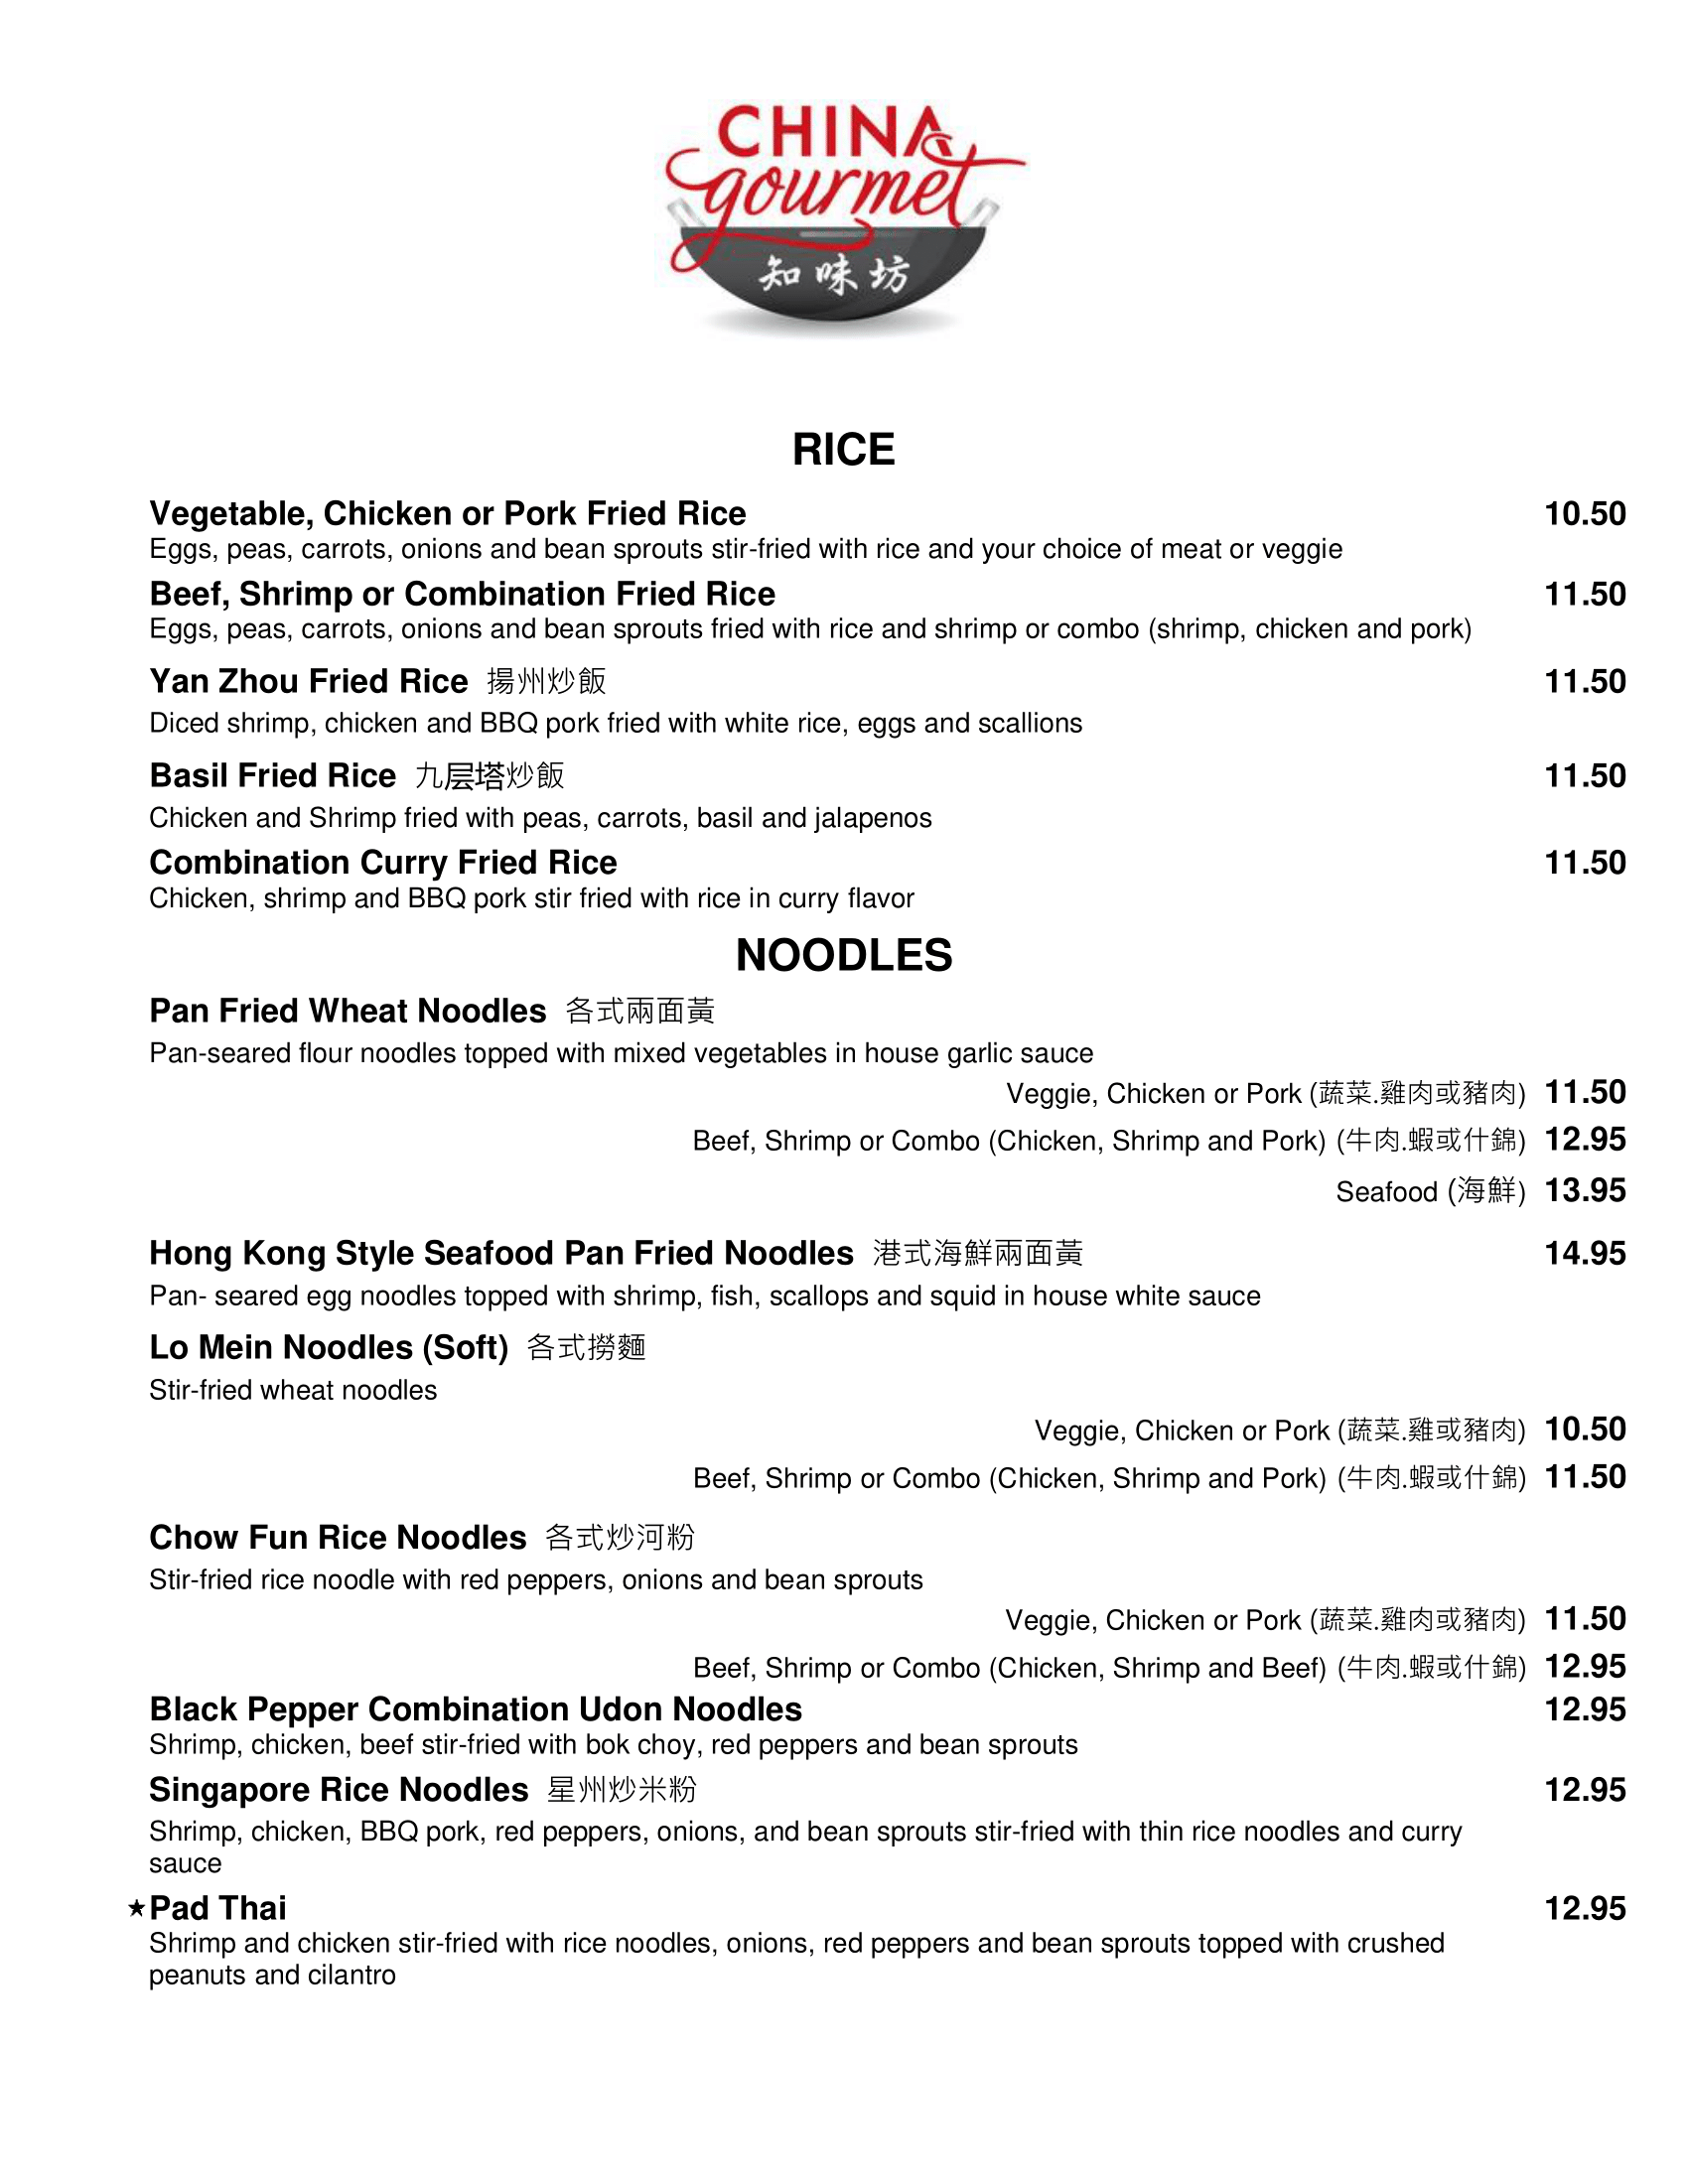 CHINA
gourmet
知味坊
RICE
Vegetable, Chicken or Pork Fried Rice 10.50
Eggs, peas, carrots, onions and bean sprouts stir-fried with rice and your choice of meat or veggie
Beef, Shrimp or Combination Fried Rice 11.50
Eggs, peas, carrots, onions and bean sprouts fried with rice and shrimp or combo (shrimp, chicken and pork)
Yan Zhou Fried Rice 揚州炒飯 11.50
Diced shrimp, chicken and BBQ pork fried with white rice, eggs and scallions
Basil Fried Rice 九层塔炒飯 11.50
Chicken and Shrimp fried with peas, carrots, basil and jalapenos
Combination Curry Fried Rice 11.50
Chicken, shrimp and BBQ pork stir fried with rice in curry flavor
NOODLES
Pan Fried Wheat Noodles 各式兩面黃
Pan-seared flour noodles topped with mixed vegetables in house garlic sauce
Veggie, Chicken or Pork (蔬菜.雞肉或豬肉) 11.50
Beef, Shrimp or Combo (Chicken, Shrimp and Pork) (牛肉.蝦或什錦) 12.95
Seafood (海鮮) 13.95
Hong Kong Style Seafood Pan Fried Noodles 港式海鮮兩面黃 14.95
Pan- seared egg noodles topped with shrimp, fish, scallops and squid in house white sauce
Lo Mein Noodles (Soft) 各式撈麵
Stir-fried wheat noodles
Veggie, Chicken or Pork (蔬菜.雞或豬肉) 10.50
Beef, Shrimp or Combo (Chicken, Shrimp and Pork) (牛肉.蝦或什錦) 11.50
Chow Fun Rice Noodles 各式炒河粉
Stir-fried rice noodle with red peppers, onions and bean sprouts
Veggie, Chicken or Pork (蔬菜.雞肉或豬肉) 11.50
Beef, Shrimp or Combo (Chicken, Shrimp and Beef) (牛肉.蝦或什錦) 12.95
Black Pepper Combination Udon Noodles 12.95
Shrimp, chicken, beef stir-fried with bok choy, red peppers and bean sprouts
Singapore Rice Noodles 星州炒米粉 12.95
Shrimp, chicken, BBQ pork, red peppers, onions, and bean sprouts stir-fried with thin rice noodles and curry
sauce
★Pad Thai 12.95
Shrimp and chicken stir-fried with rice noodles, onions, red peppers and bean sprouts topped with crushed
peanuts and cilantro